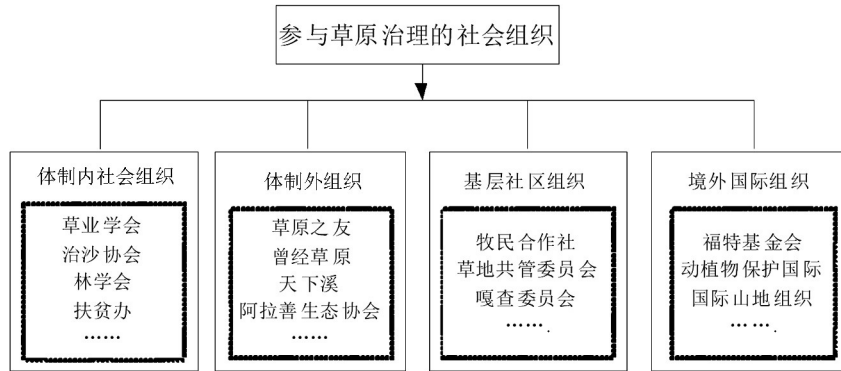 参与草原治理的社会组织
体制内社会组织
草业学会
治沙协会
林学会
扶贫办
……
体制外组织
草原之友
曾经草原
天下溪
阿拉善生态协会
……
基层社区组织
牧民合作社
草地共管委员会
嘎查委员会
…….
境外国际组织
福特基金会
动植物保护国际
国际山地组织
…….